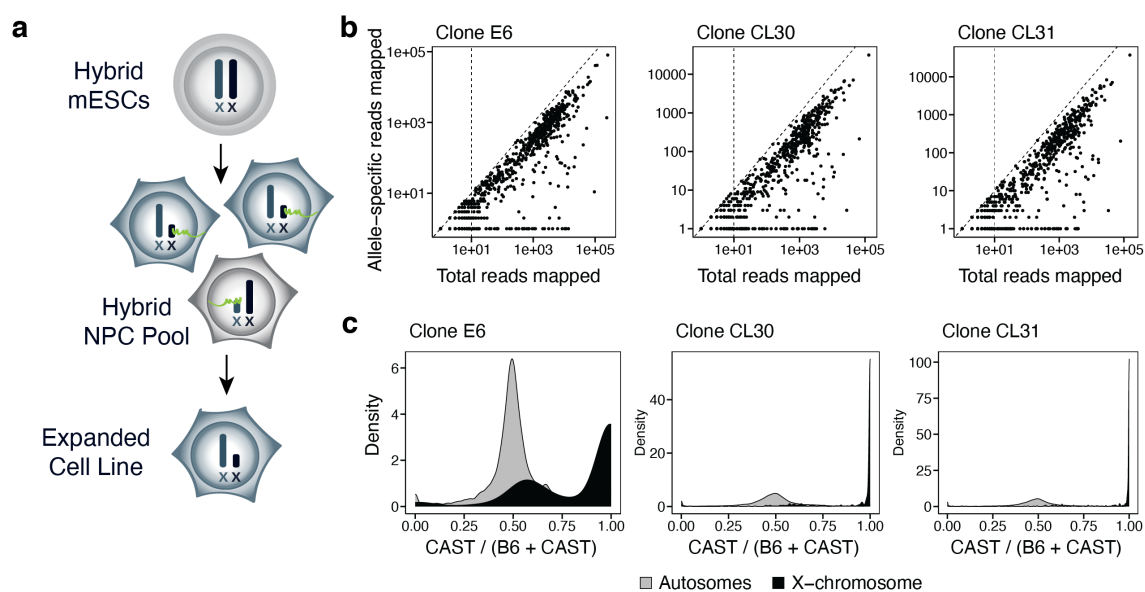 a
Hybrid
mESCs
X X
X X
X X
Hybrid
NPC Pool
X X
Expanded
Cell Line
X X
b
Clone E6
Clone CL30
Clone CL31
Allele−specific reads mapped
1e+05
1e+03
1e+01
10000
1000
100
10
1
10000
1000
100
10
1
1e+01 1e+03 1e+05
1e+01 1e+03 1e+05
1e+01 1e+03 1e+05
Total reads mapped
Total reads mapped
Total reads mapped
c
Clone E6
Clone CL30
Clone CL31
Density
6
4
2
0
Density
40
20
0
Density
100
75
50
25
0
0.00 0.25 0.50 0.75 1.00
0.00 0.25 0.50 0.75 1.00
0.00 0.25 0.50 0.75 1.00
CAST / (B6 + CAST)
CAST / (B6 + CAST)
CAST / (B6 + CAST)
Autosomes X−chromosome